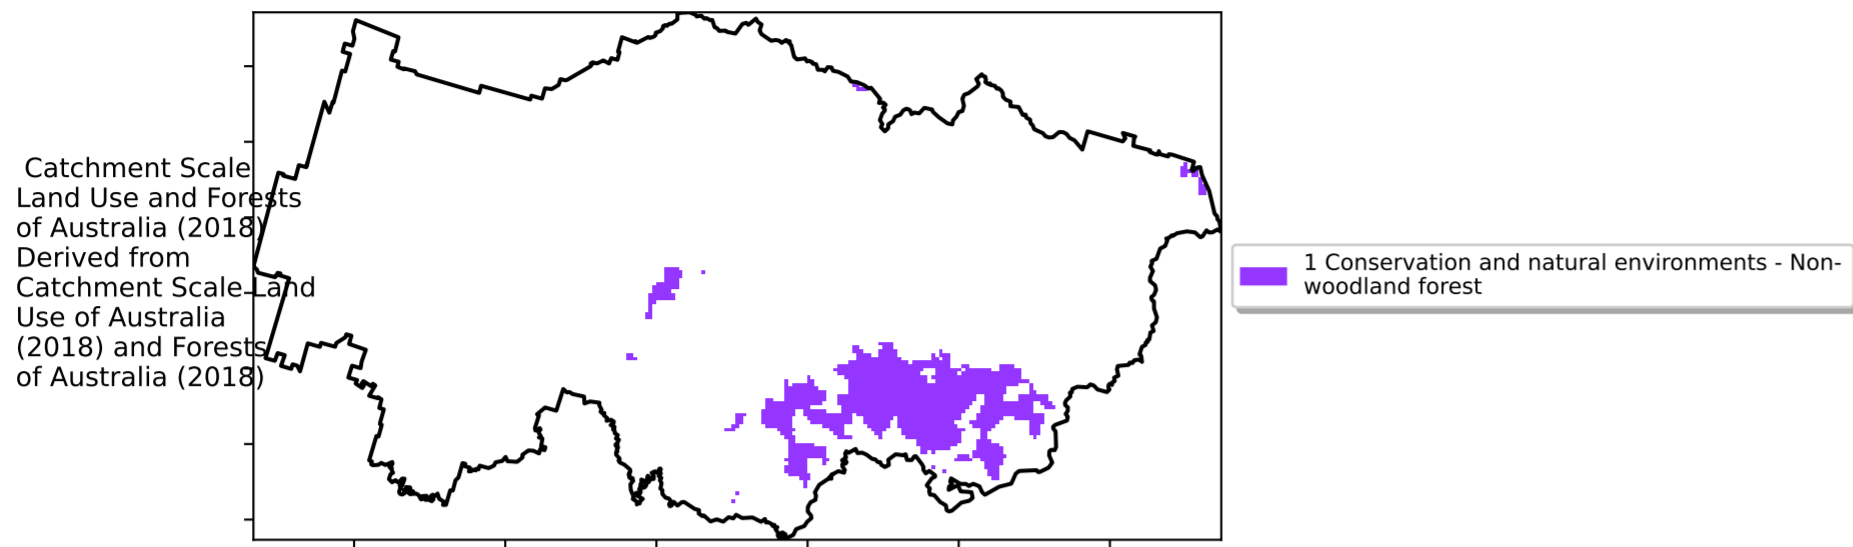 Catchment Scale
Land Use and Forests
of Australia (2018)
Derived from
Catchment Scale Land
Use of Australia
(2018) and Forests
of Australia (2018)
1 Conservation and natural environments - Non-
woodland forest